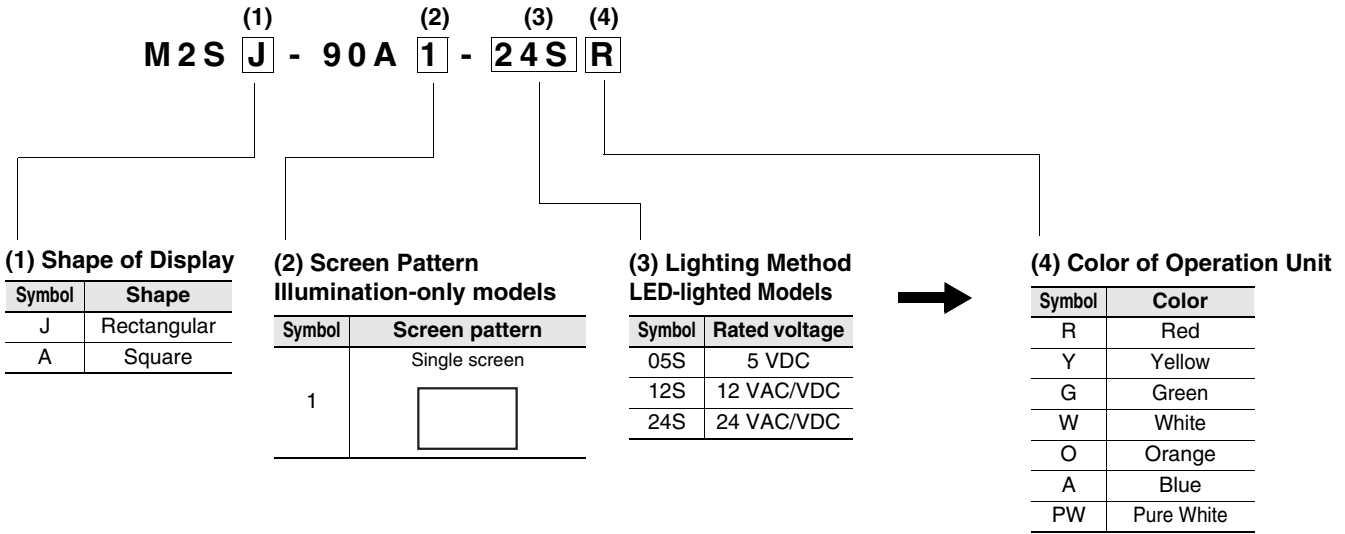 (1) (2) (3) (4)
M2S J - 90A 1 - 24S R
(1) Shape of Display
Symbol Shape
J Rectangular
A Square
(2) Screen Pattern
Illumination-only models
Symbol Screen pattern
1 Single screen
(3) Lighting Method
LED-lighted Models
Symbol Rated voltage
05S 5 VDC
12S 12 VAC/VDC
24S 24 VAC/VDC
(4) Color of Operation Unit
Symbol Color
R Red
Y Yellow
G Green
W White
O Orange
A Blue
PW Pure White